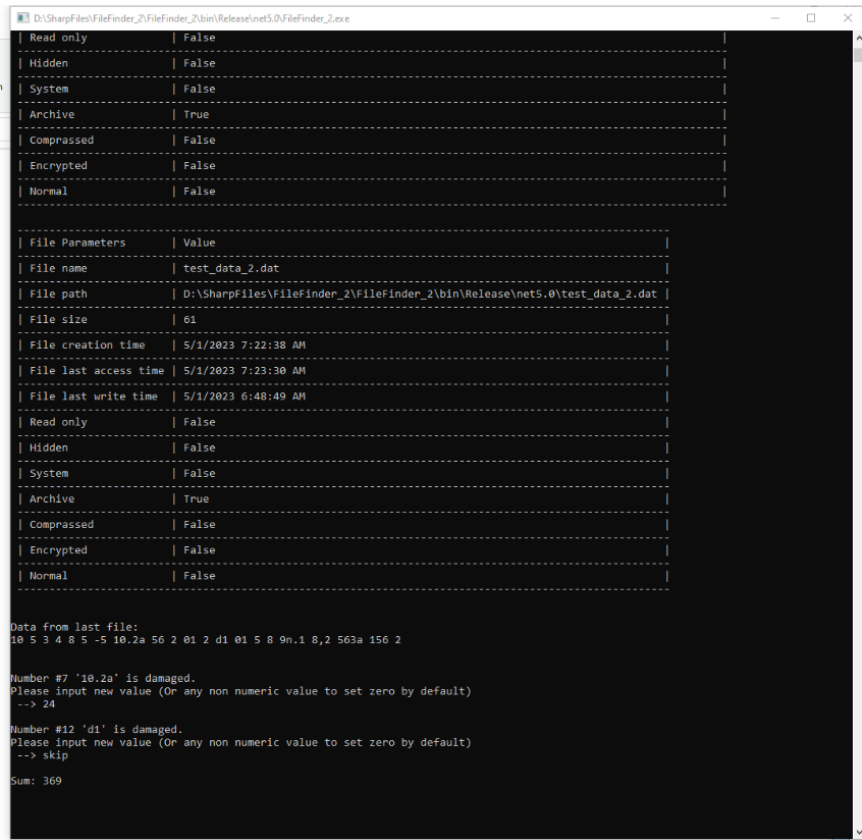 D:\SharpFiles\FileFinder_2\FileFinder_2\bin\Release\net5.0\FileFinder_2.exe
| Read only | False |
| Hidden | False |
| System | False |
| Archive | True |
| Comprassed | False |
| Encrypted | False |
| Normal | False |
| File Parameters | Value |
| File name | test_data_2.dat |
| File path | D:\SharpFiles\FileFinder_2\FileFinder_2\bin\Release\net5.0\test_data_2.dat |
| File size | 61 |
| File creation time | 5/1/2023 7:22:38 AM |
| File last access time | 5/1/2023 7:23:30 AM |
| File last write time | 5/1/2023 6:48:49 AM |
| Read only | False |
| Hidden | False |
| System | False |
| Archive | True |
| Comprassed | False |
| Encrypted | False |
| Normal | False |
Data from last file:
10 5 3 4 8 5 -5 10.2a 56 2 01 2 d1 01 5 8 9n.1 8,2 563a 156 2
Number #7 '10.2a' is damaged.
Please input new value (Or any non numeric value to set zero by default)
--> 24
Number #12 'd1' is damaged.
Please input new value (Or any non numeric value to set zero by default)
--> skip
Sum: 369